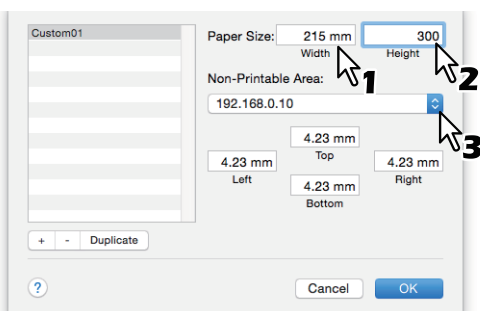 Custom01
Paper Size: 215 mm 300
Width Height
1 2
Non-Printable Area:
192.168.0.10
3
4.23 mm
Top
4.23 mm 4.23 mm
Left Right
4.23 mm
Bottom
+ - Duplicate
? Cancel OK